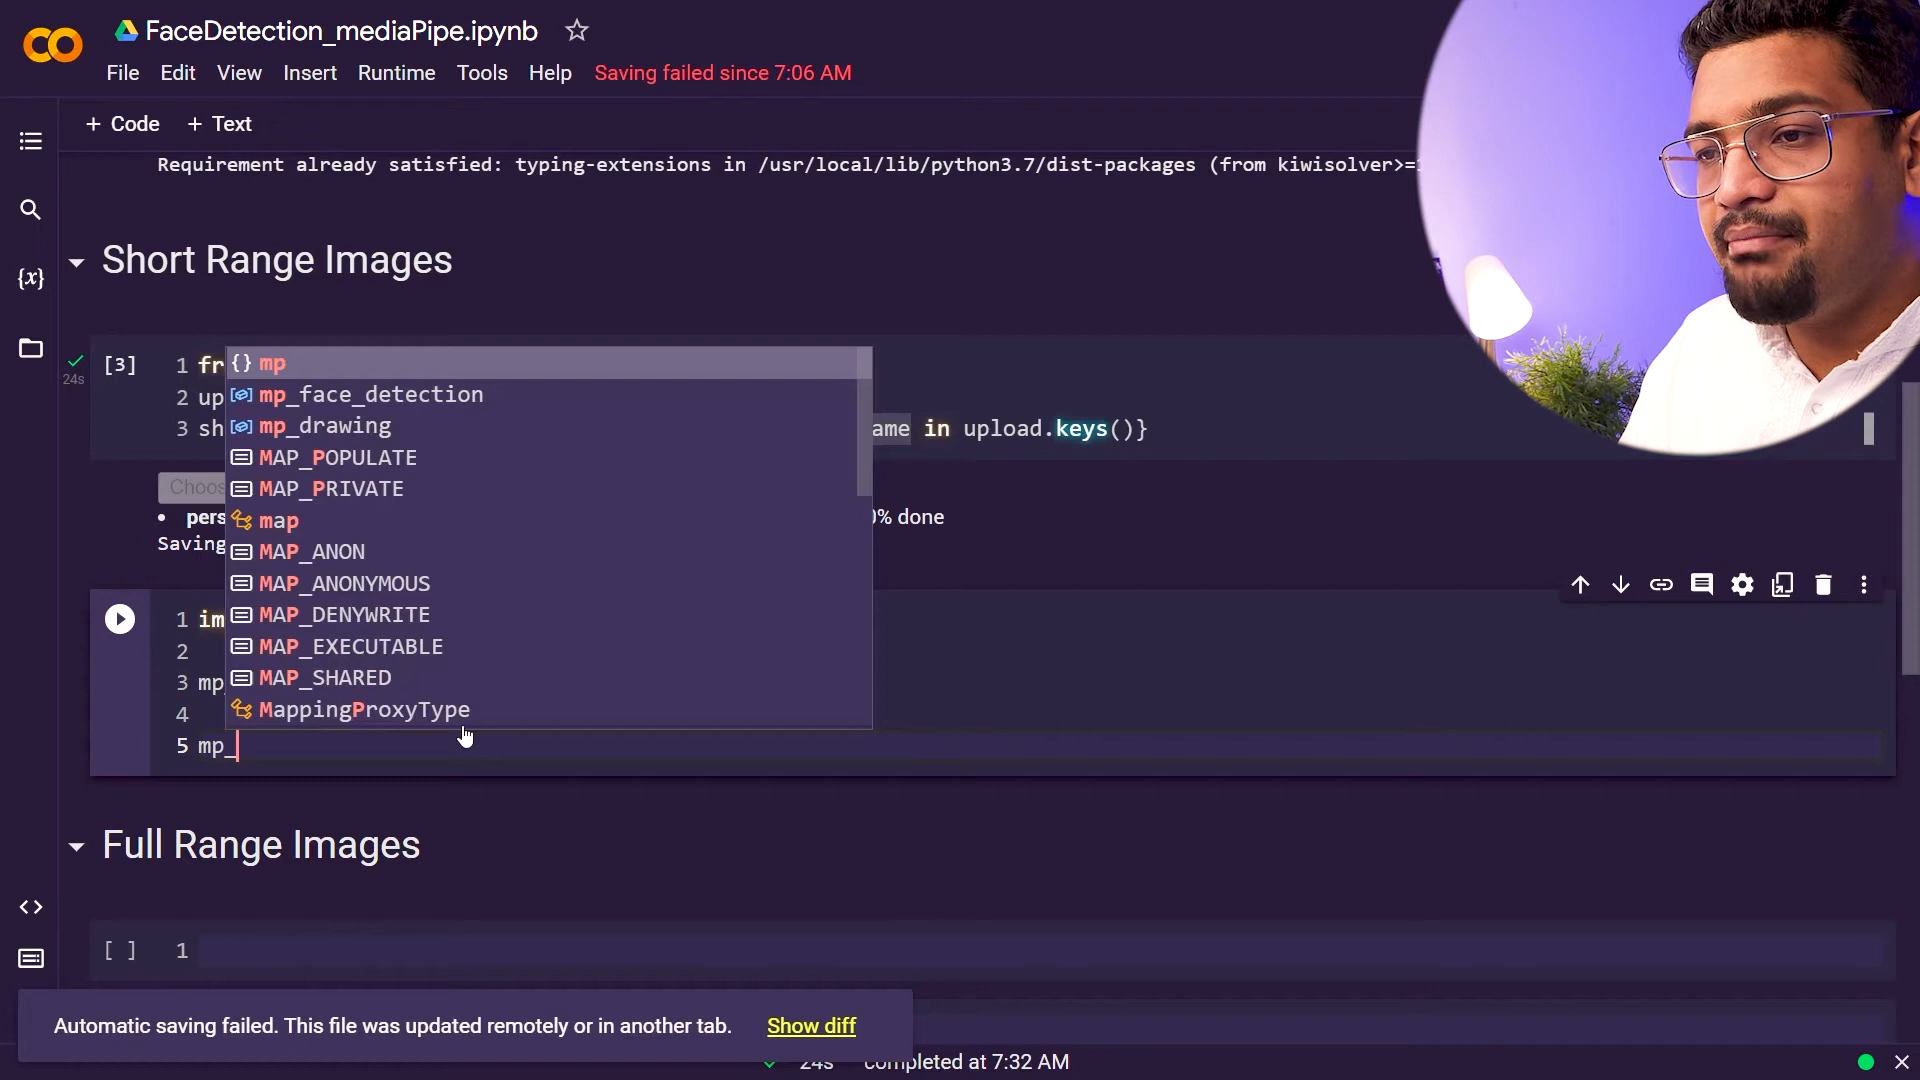 FaceDetection_mediaPipe.ipynb
File Edit View Insert Runtime Tools Help Saving failed since 7:06 AM
+ Code + Text
Requirement already satisfied: typing-extensions in /usr/local/lib/python3.7/dist-packages (from kiwisolver>=
Short Range Images
[3] 1 fr
24s
2 up
3 sh ame in upload.keys()}
{} mp
mp_face_detection
mp_drawing
MAP_POPULATE
MAP_PRIVATE
map
MAP_ANON
MAP_ANONYMOUS
MAP_DENYWRITE
MAP_EXECUTABLE
MAP_SHARED
MappingProxyType
Choos
• pers % done
Saving
1 im
2
3 mp
4
5 mp_
Full Range Images
[ ] 1
Automatic saving failed. This file was updated remotely or in another tab. Show diff
24s completed at 7:32 AM